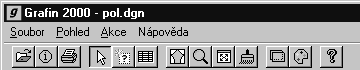 Grafin 2000 - pol.dgn
Soubor Pohled Akce Nápověda